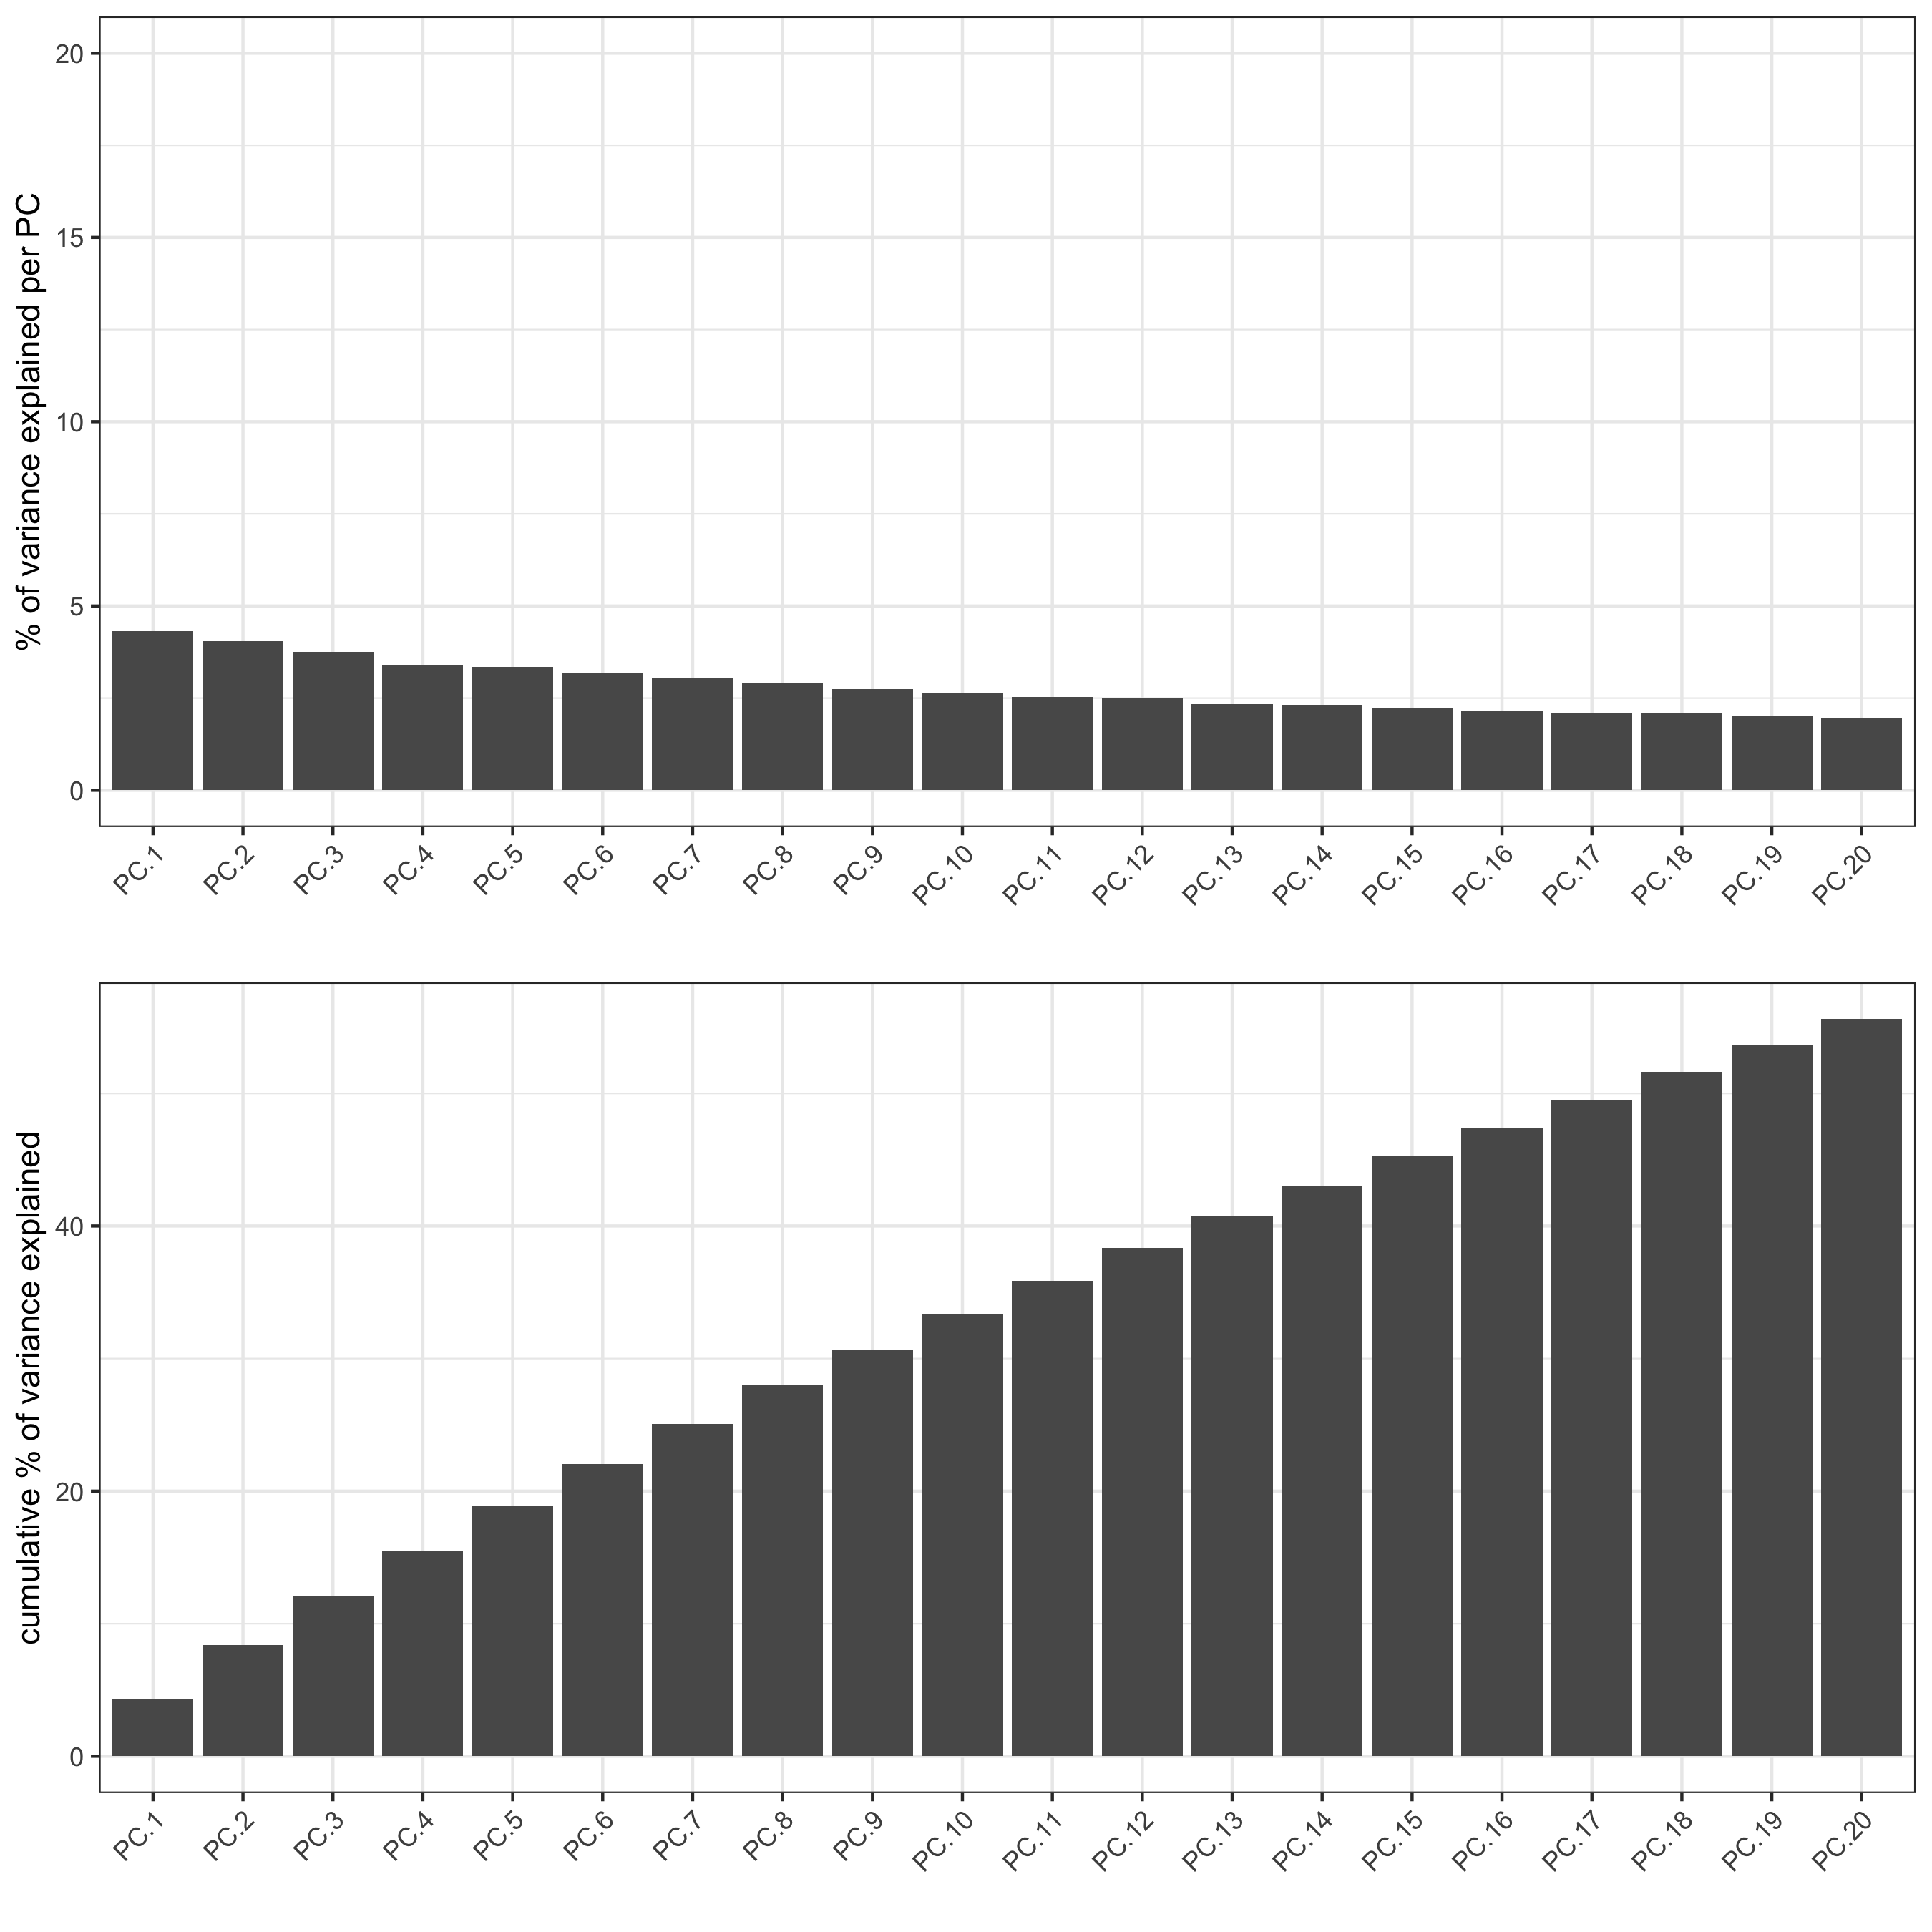 % of variance explained per PC
20
15
10
5
0
PC.1 PC.2 PC.3 PC.4 PC.5 PC.6 PC.7 PC.8 PC.9 PC.10 PC.11 PC.12 PC.13 PC.14 PC.15 PC.16 PC.17 PC.18 PC.19 PC.20
cumulative % of variance explained
40
20
0
PC.1 PC.2 PC.3 PC.4 PC.5 PC.6 PC.7 PC.8 PC.9 PC.10 PC.11 PC.12 PC.13 PC.14 PC.15 PC.16 PC.17 PC.18 PC.19 PC.20